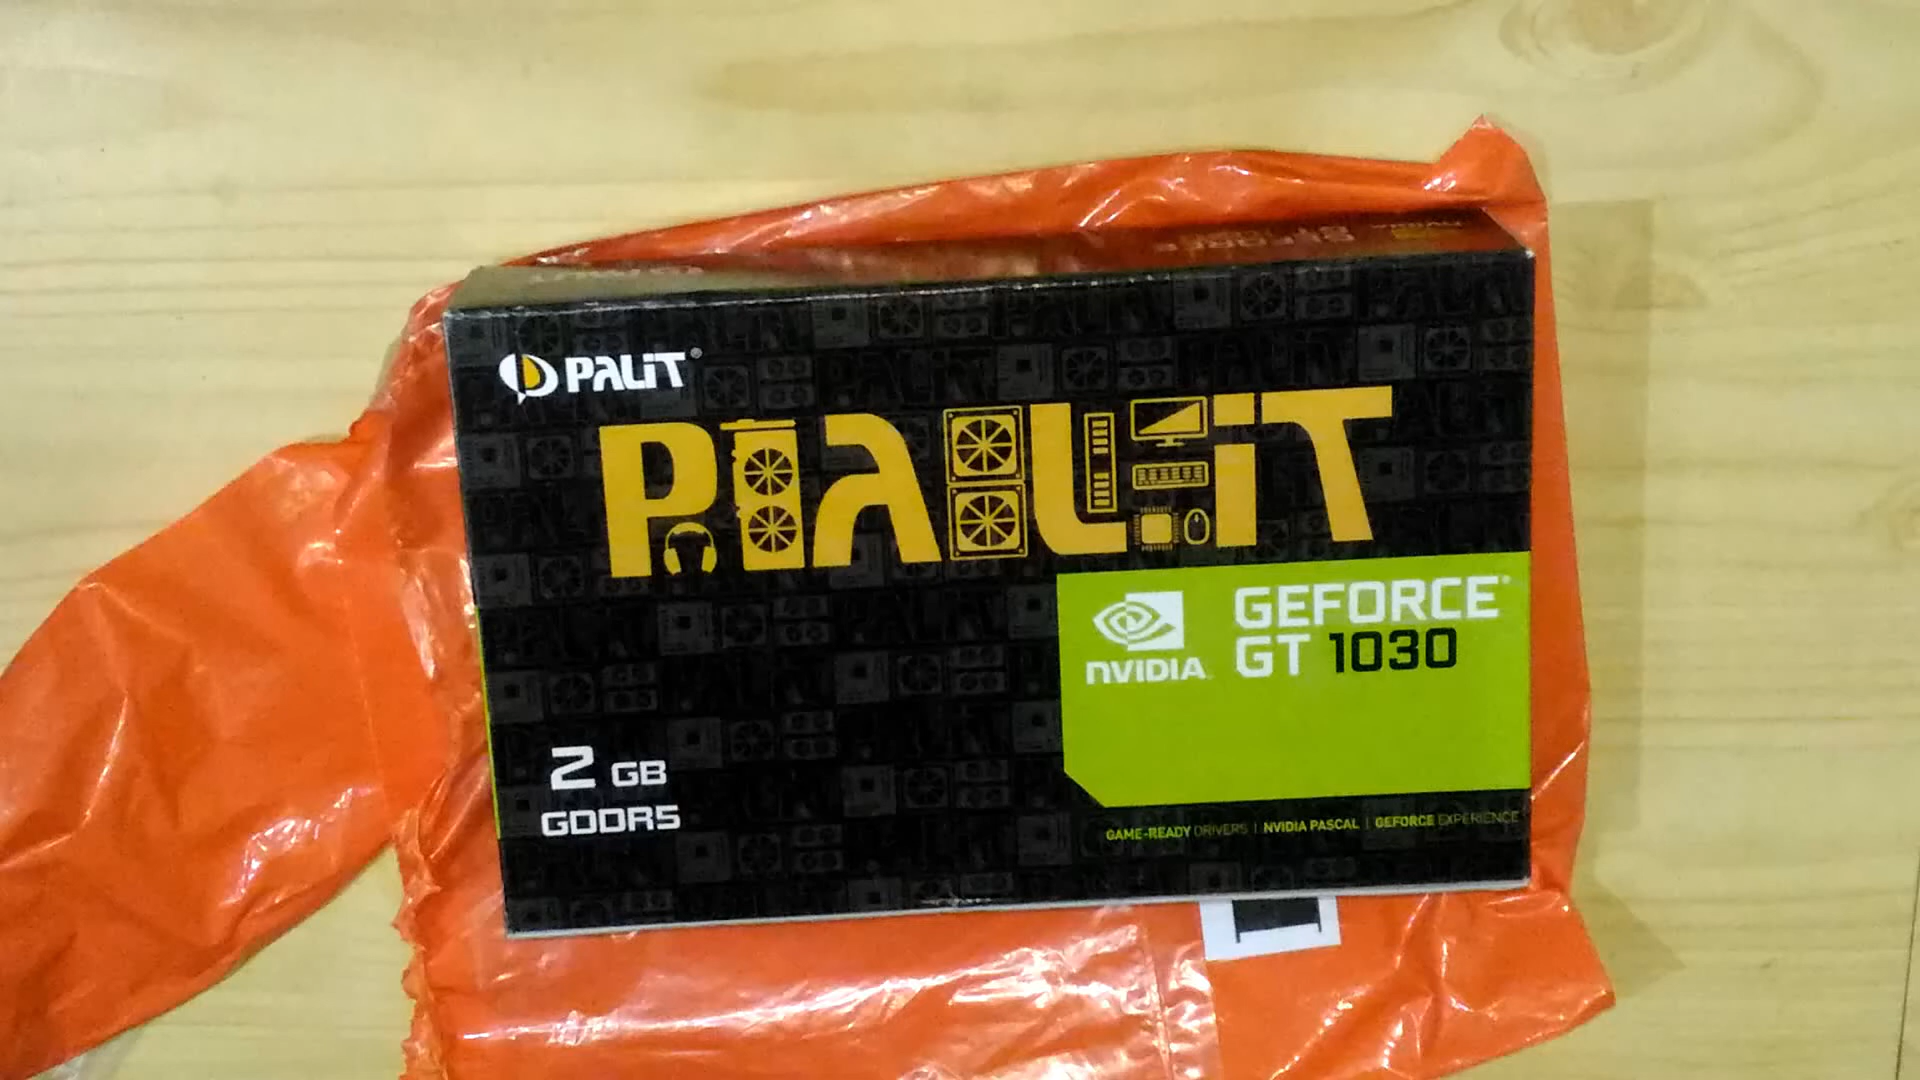 PALiT®
PALiT
NVIDIA
GEFORCE®
GT 1030
2 GB
GDDR5
GAME-READY DRIVERS | NVIDIA PASCAL | GEFORCE EXPERIENCE